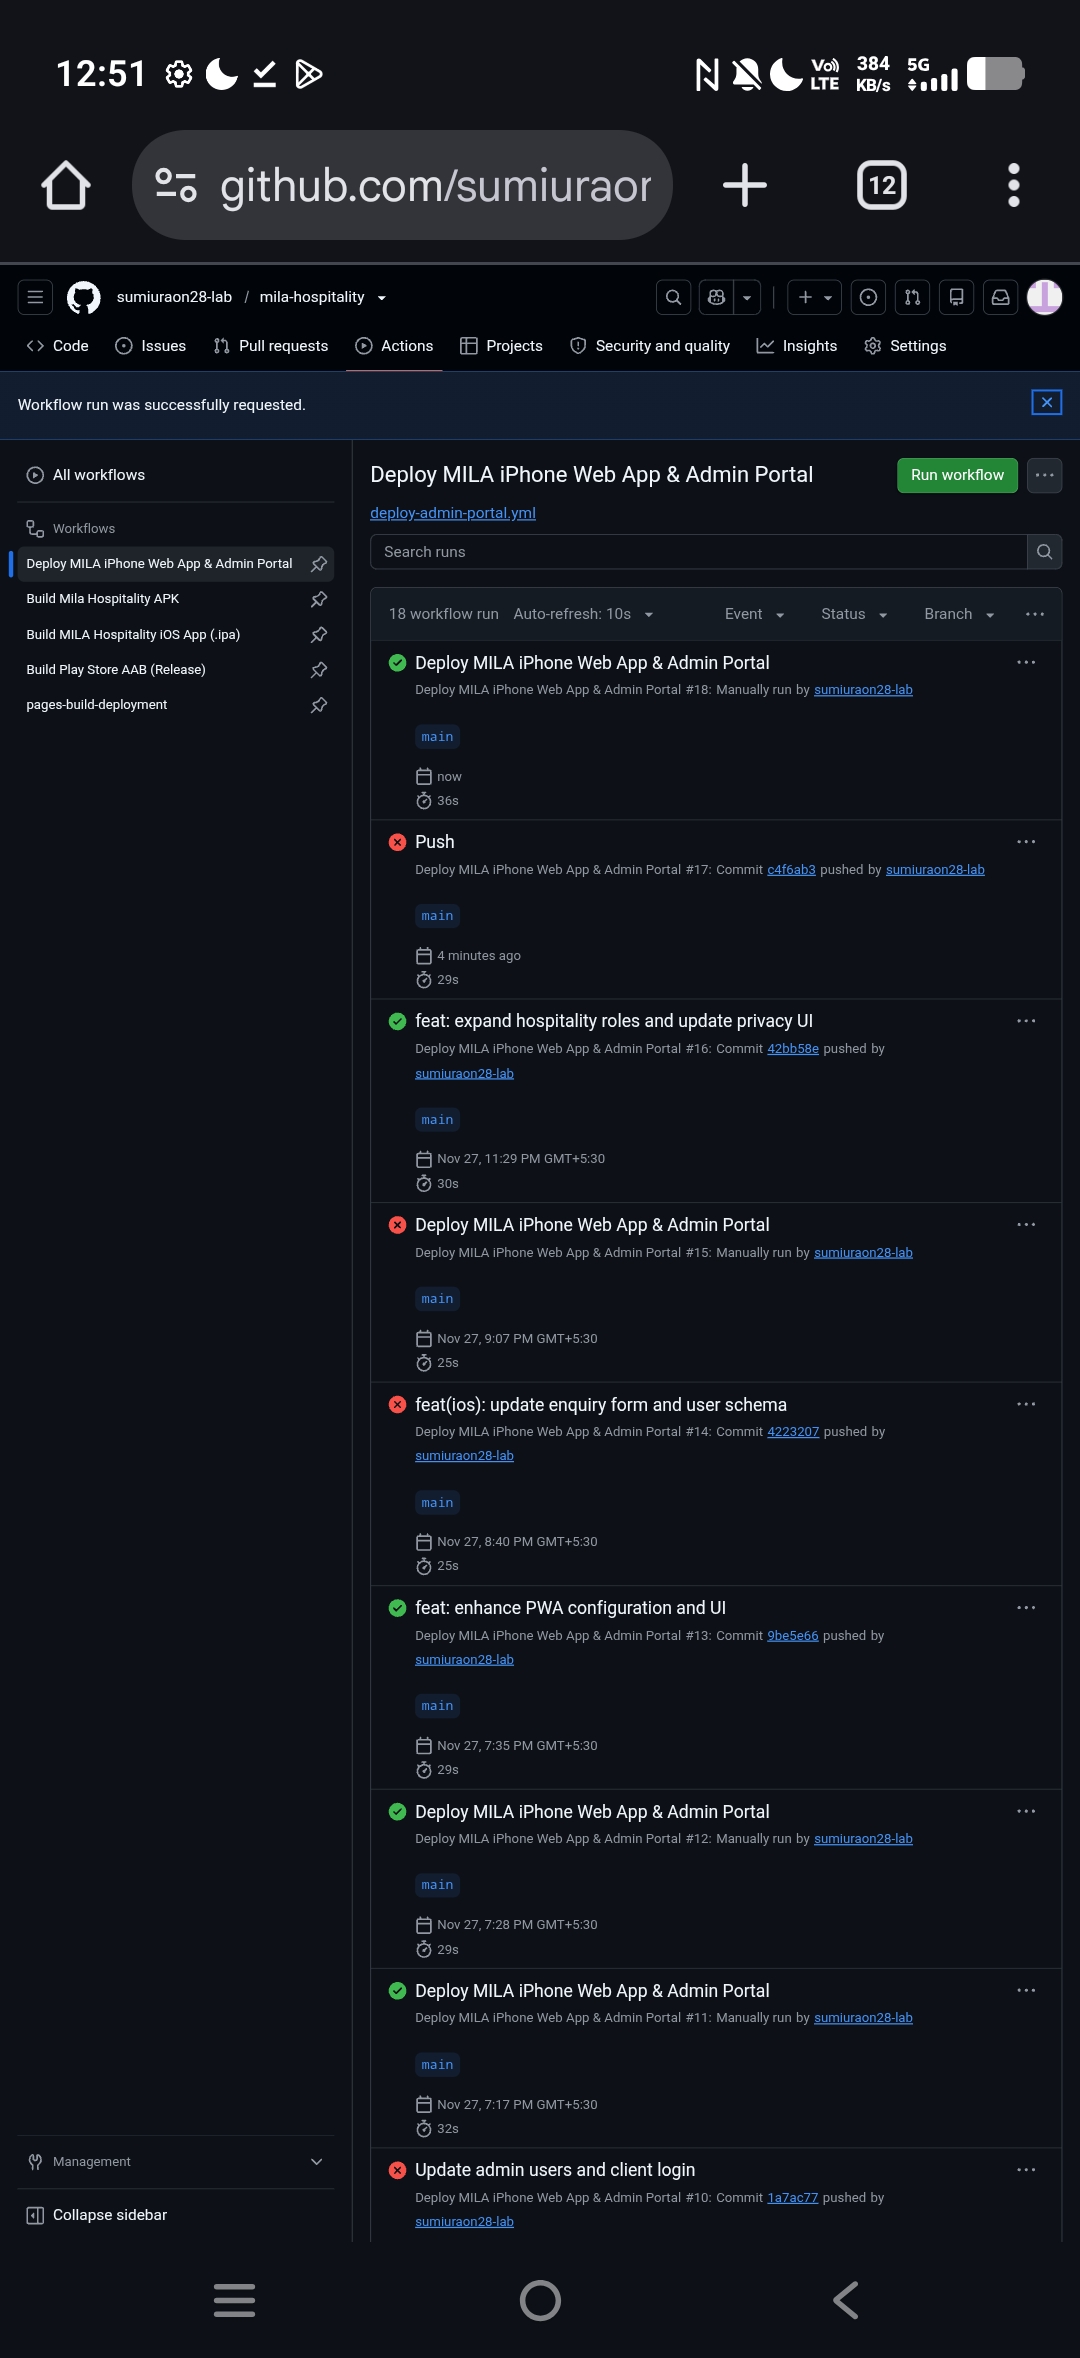 12:51
Vo) LTE
384 KB/s
5G
github.com/sumiuraor
12
sumiuraon28-lab / mila-hospitality
Code
Issues
Pull requests
Actions
Projects
Security and quality
Insights
Settings
Workflow run was successfully requested.
All workflows
Workflows
Deploy MILA iPhone Web App & Admin Portal
Build Mila Hospitality APK
Build MILA Hospitality iOS App (.ipa)
Build Play Store AAB (Release)
pages-build-deployment
Management
Collapse sidebar
Deploy MILA iPhone Web App & Admin Portal
Run workflow
deploy-admin-portal.yml
Search runs
18 workflow run
Auto-refresh: 10s
Event
Status
Branch
Deploy MILA iPhone Web App & Admin Portal
Deploy MILA iPhone Web App & Admin Portal #18: Manually run by sumiuraon28-lab
main
now
36s
Push
Deploy MILA iPhone Web App & Admin Portal #17: Commit c4f6ab3 pushed by sumiuraon28-lab
main
4 minutes ago
29s
feat: expand hospitality roles and update privacy UI
Deploy MILA iPhone Web App & Admin Portal #16: Commit 42bb58e pushed by
sumiuraon28-lab
main
Nov 27, 11:29 PM GMT+5:30
30s
Deploy MILA iPhone Web App & Admin Portal
Deploy MILA iPhone Web App & Admin Portal #15: Manually run by sumiuraon28-lab
main
Nov 27, 9:07 PM GMT+5:30
25s
feat(ios): update enquiry form and user schema
Deploy MILA iPhone Web App & Admin Portal #14: Commit 4223207 pushed by
sumiuraon28-lab
main
Nov 27, 8:40 PM GMT+5:30
25s
feat: enhance PWA configuration and UI
Deploy MILA iPhone Web App & Admin Portal #13: Commit 9be5e66 pushed by
sumiuraon28-lab
main
Nov 27, 7:35 PM GMT+5:30
29s
Deploy MILA iPhone Web App & Admin Portal
Deploy MILA iPhone Web App & Admin Portal #12: Manually run by sumiuraon28-lab
main
Nov 27, 7:28 PM GMT+5:30
29s
Deploy MILA iPhone Web App & Admin Portal
Deploy MILA iPhone Web App & Admin Portal #11: Manually run by sumiuraon28-lab
main
Nov 27, 7:17 PM GMT+5:30
32s
Update admin users and client login
Deploy MILA iPhone Web App & Admin Portal #10: Commit 1a7ac77 pushed by
sumiuraon28-lab